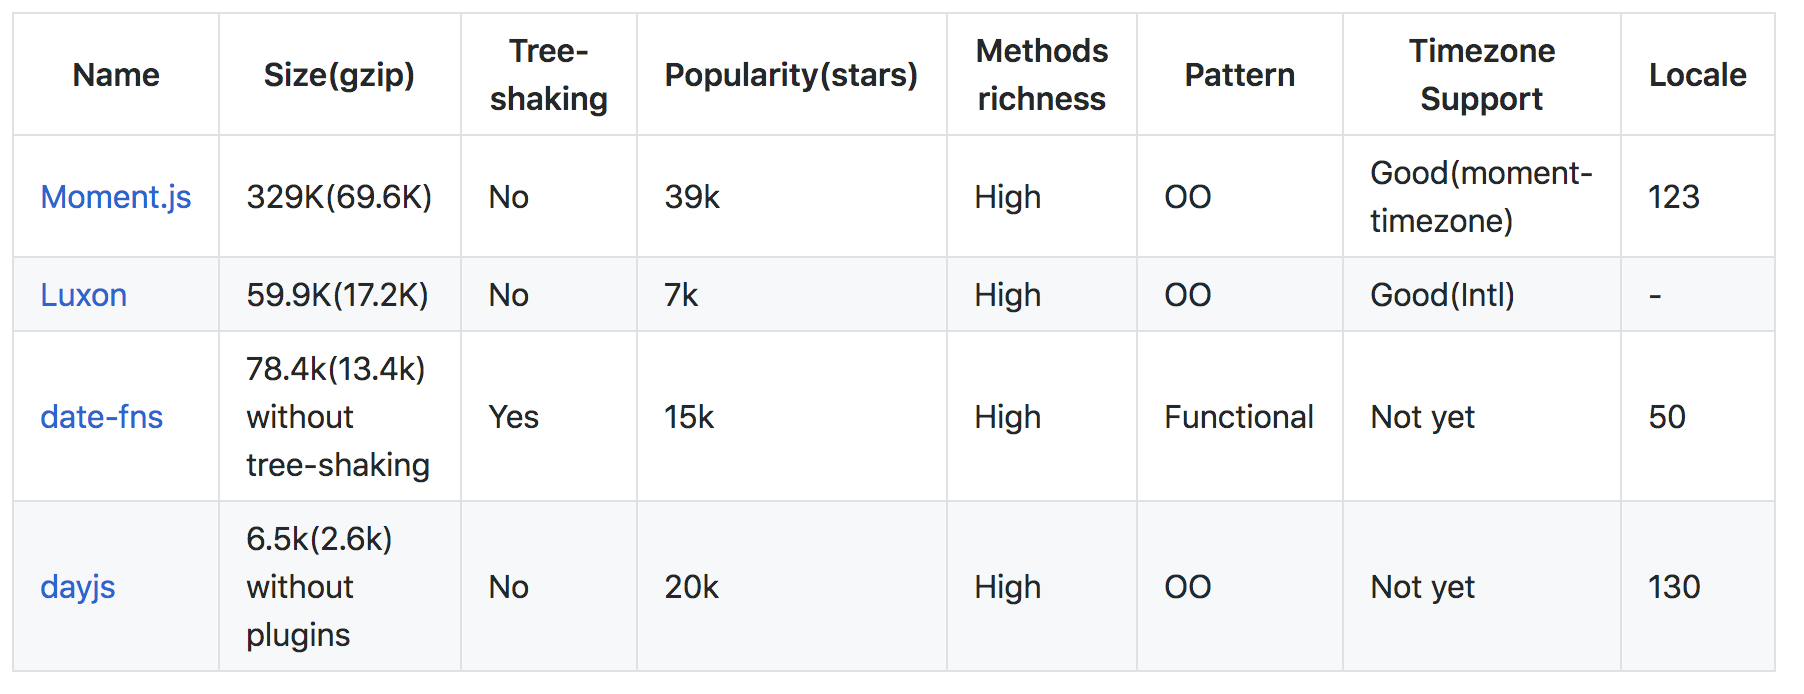 Name Size(gzip) Tree-shaking Popularity(stars) Methods richness Pattern Timezone Support Locale
Moment.js 329K(69.6K) No 39k High OO Good(moment-timezone) 123
Luxon 59.9K(17.2K) No 7k High OO Good(Intl) -
date-fns 78.4k(13.4k) without tree-shaking Yes 15k High Functional Not yet 50
dayjs 6.5k(2.6k) without plugins No 20k High OO Not yet 130